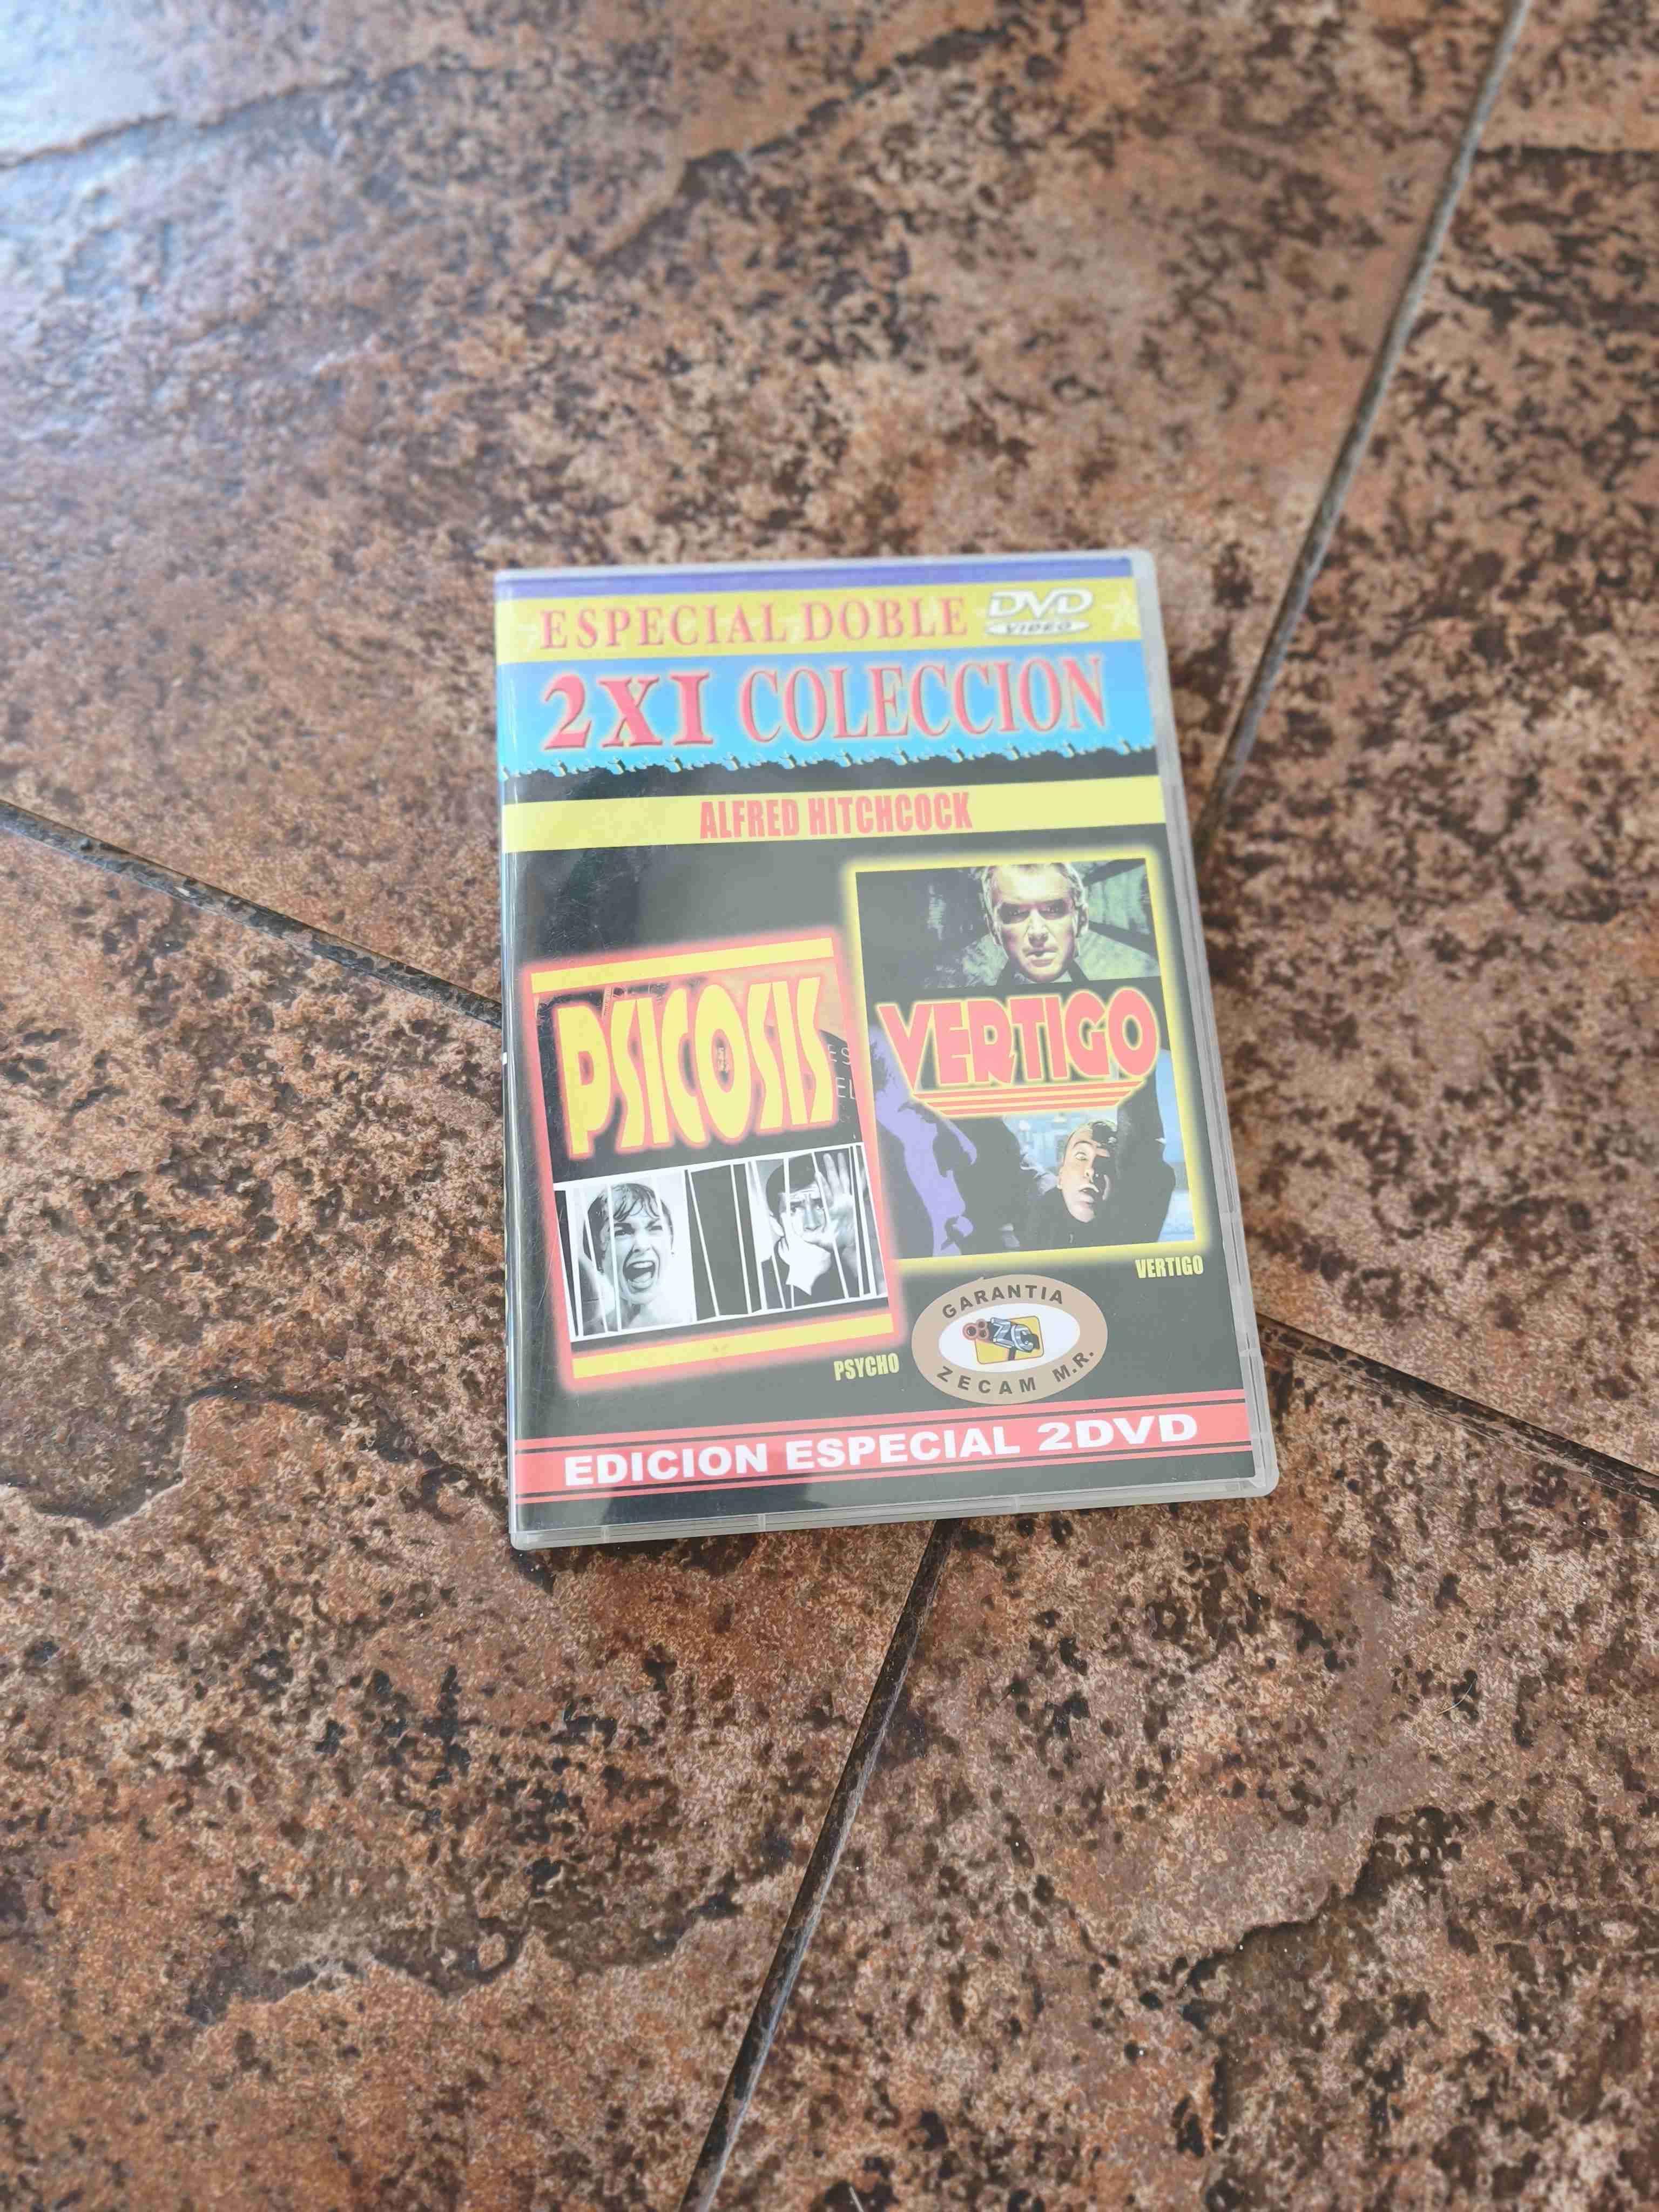 ESPECIAL DOBLE DVD VIDEO
2X1 COLECCION
ALFRED HITCHCOCK
PSICOSIS
VERTIGO
VERTIGO
PSYCHO
GARANTIA
ZECAM M.R.
EDICION ESPECIAL 2DVD